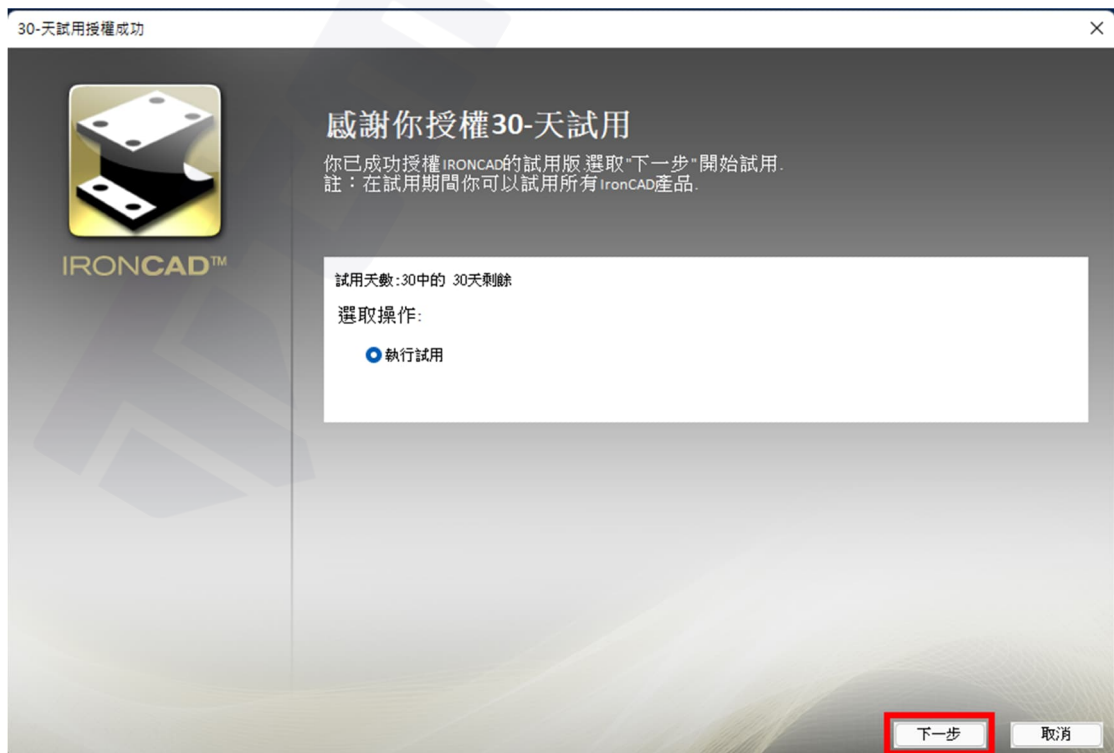 30-天試用授權成功
感謝你授權30-天試用
你已成功授權IRONCAD的試用版.選取"下一步"開始試用.
註：在試用期間你可以試用所有IronCAD產品.
IRONCAD™
試用天數:30中的 30天剩餘
選取操作:
執行試用
下一步
取消